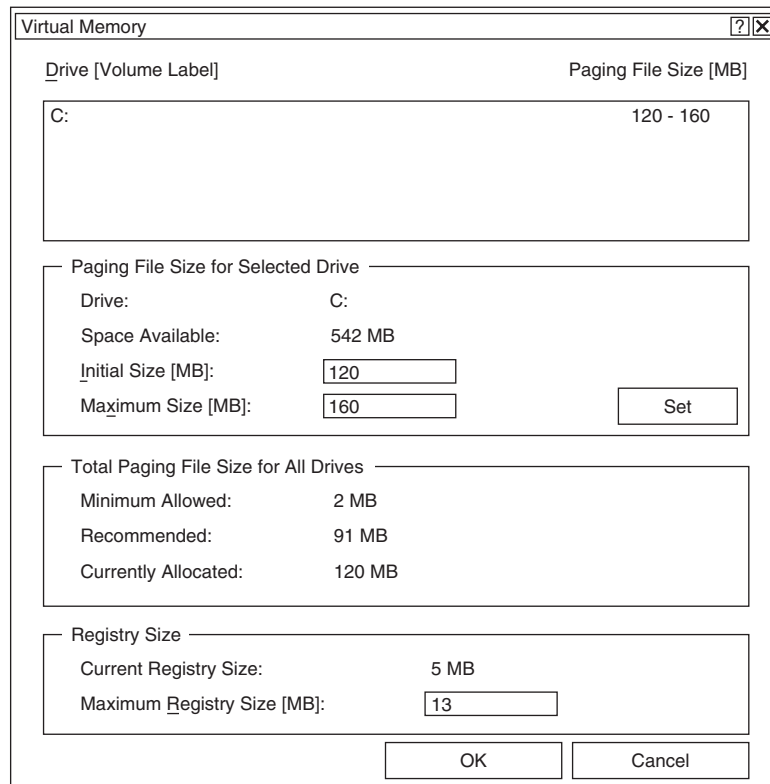 Virtual Memory ? X
Drive [Volume Label] Paging File Size [MB]
C: 120 - 160
Paging File Size for Selected Drive
Drive: C:
Space Available: 542 MB
Initial Size [MB]: 120
Maximum Size [MB]: 160 Set
Total Paging File Size for All Drives
Minimum Allowed: 2 MB
Recommended: 91 MB
Currently Allocated: 120 MB
Registry Size
Current Registry Size: 5 MB
Maximum Registry Size [MB]: 13
OK Cancel